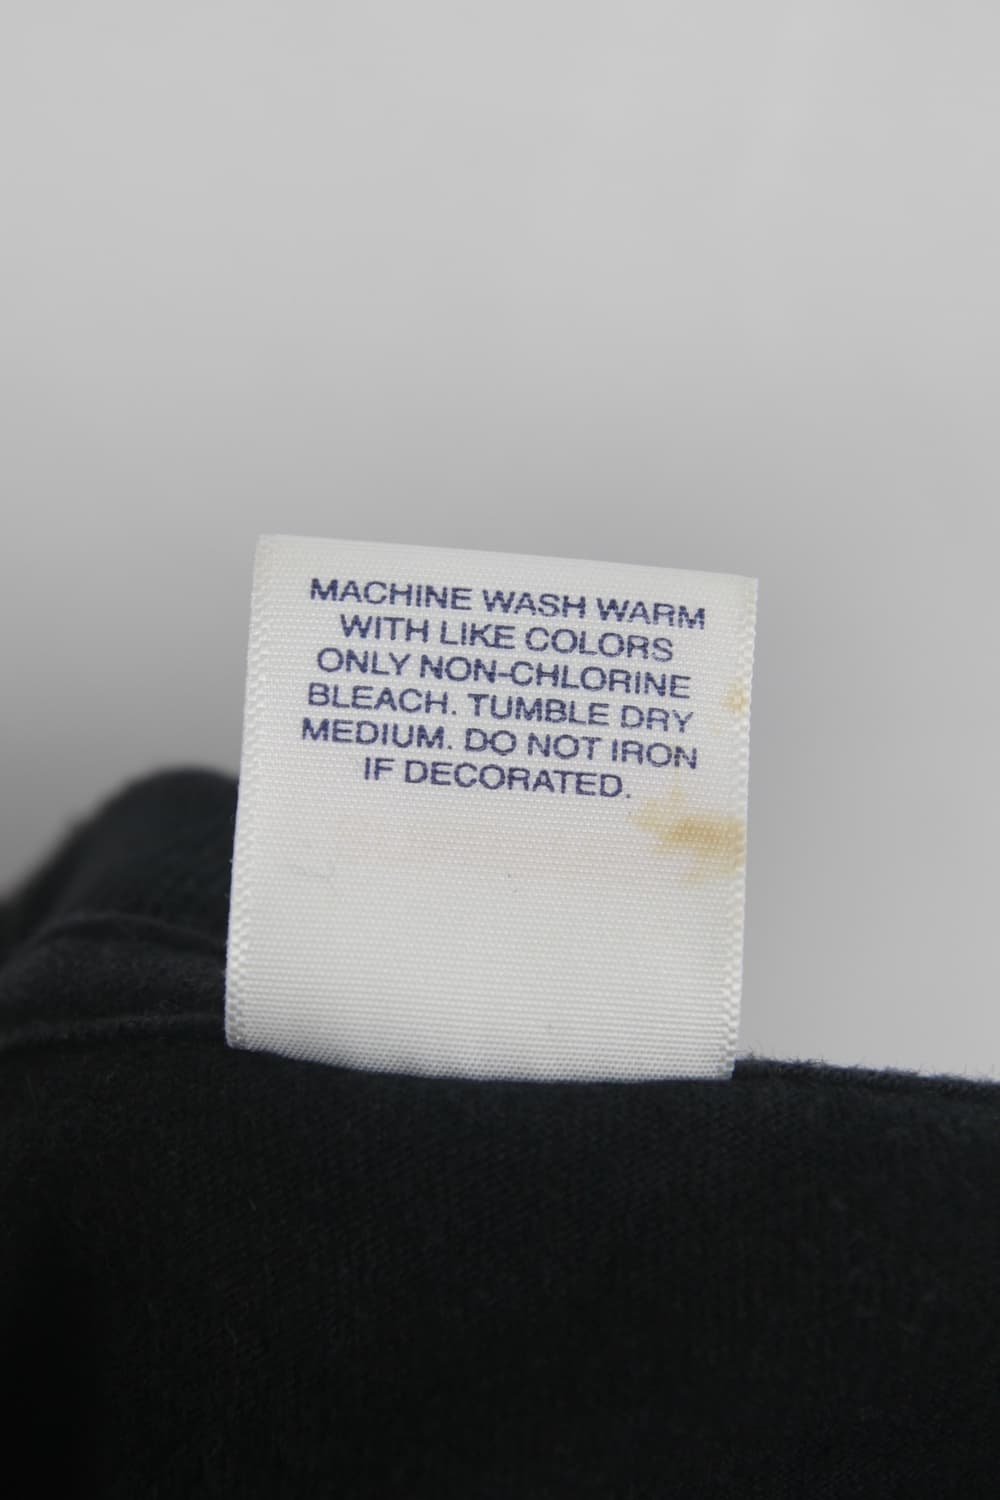 MACHINE WASH WARM
WITH LIKE COLORS
ONLY NON-CHLORINE
BLEACH. TUMBLE DRY
MEDIUM. DO NOT IRON
IF DECORATED.